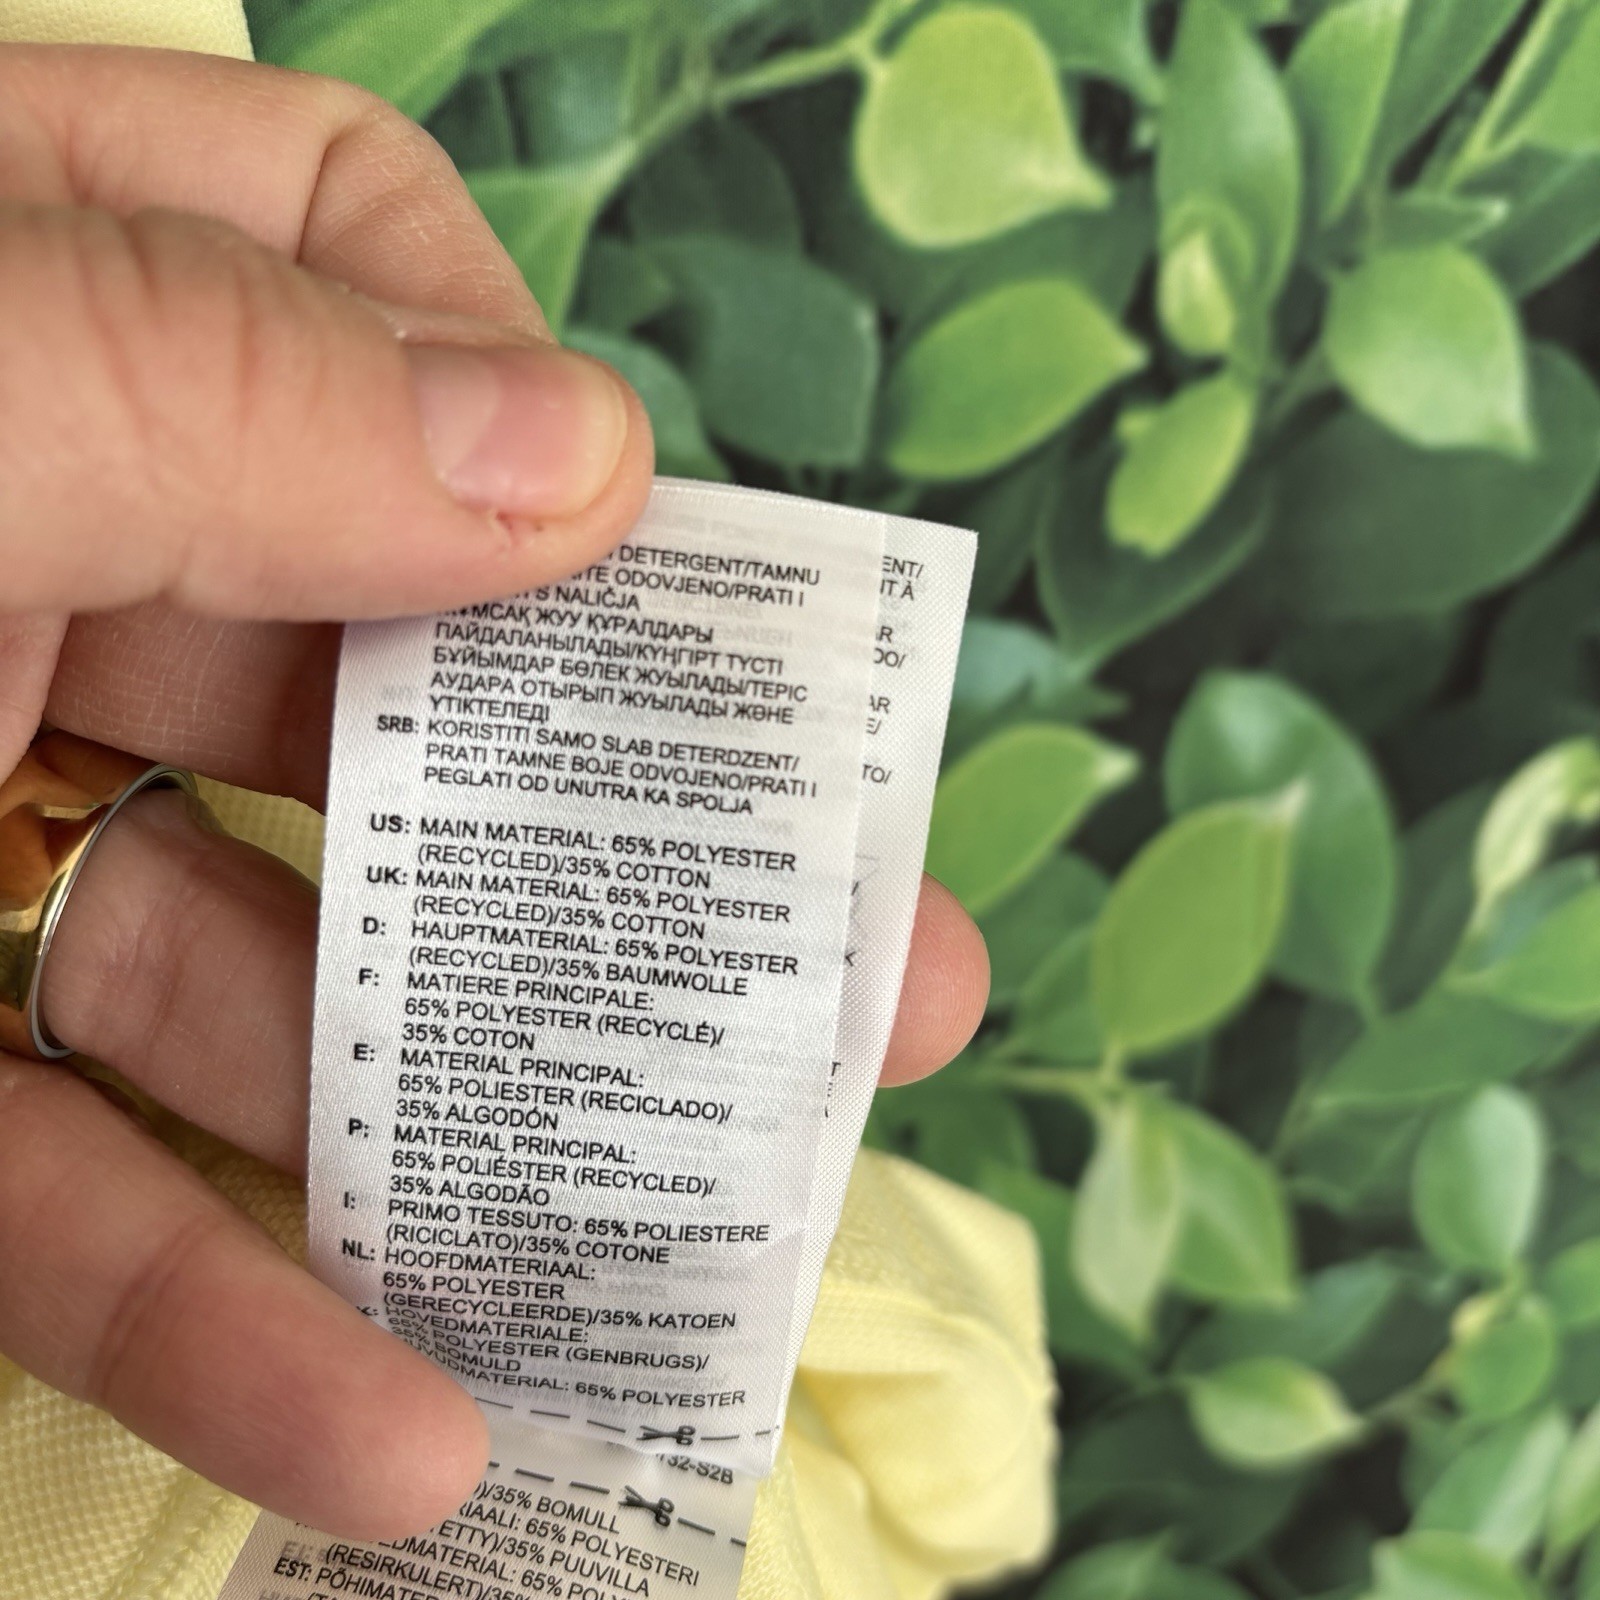 DETERGENT/TAMNU
ODOVJENO/PRATI I
S NALIČJA
ЖУУ ҚҰРАЛДАРЫ
ПАЙДАЛАНЫЛАДЫ/КҮҢГІРТ ТҮСТІ
БҰЙЫМДАР БӨЛЕК ЖУЫЛАДЫ/ТЕРІС
АУДАРА ОТЫРЫП ЖУЫЛАДЫ ЖӘНЕ
ҮТІКТЕЛЕДІ
SRB: KORISTITI SAMO SLAB DETERDZENT/
PRATI TAMNE BOJE ODVOJENO/PRATI I
PEGLATI OD UNUTRA KA SPOLJA
US: MAIN MATERIAL: 65% POLYESTER
(RECYCLED)/35% COTTON
UK: MAIN MATERIAL: 65% POLYESTER
(RECYCLED)/35% COTTON
D: HAUPTMATERIAL: 65% POLYESTER
(RECYCLED)/35% BAUMWOLLE
F: MATIERE PRINCIPALE:
65% POLYESTER (RECYCLÉ)/
35% COTON
E: MATERIAL PRINCIPAL:
65% POLIESTER (RECICLADO)/
35% ALGODÓN
P: MATERIAL PRINCIPAL:
65% POLIÉSTER (RECYCLED)/
35% ALGODÃO
I: PRIMO TESSUTO: 65% POLIESTERE
(RICICLATO)/35% COTONE
NL: HOOFDMATERIAAL:
65% POLYESTER
(GERECYCLEERDE)/35% KATOEN
HOVEDMATERIALE:
65% POLYESTER (GENBRUGS)/
35% BOMULD
65% POLYESTER
/35% BOMULL
65% POLYESTERI
/35% PUUVILLA
65%
(RESIRKULERT)/35%
EST: